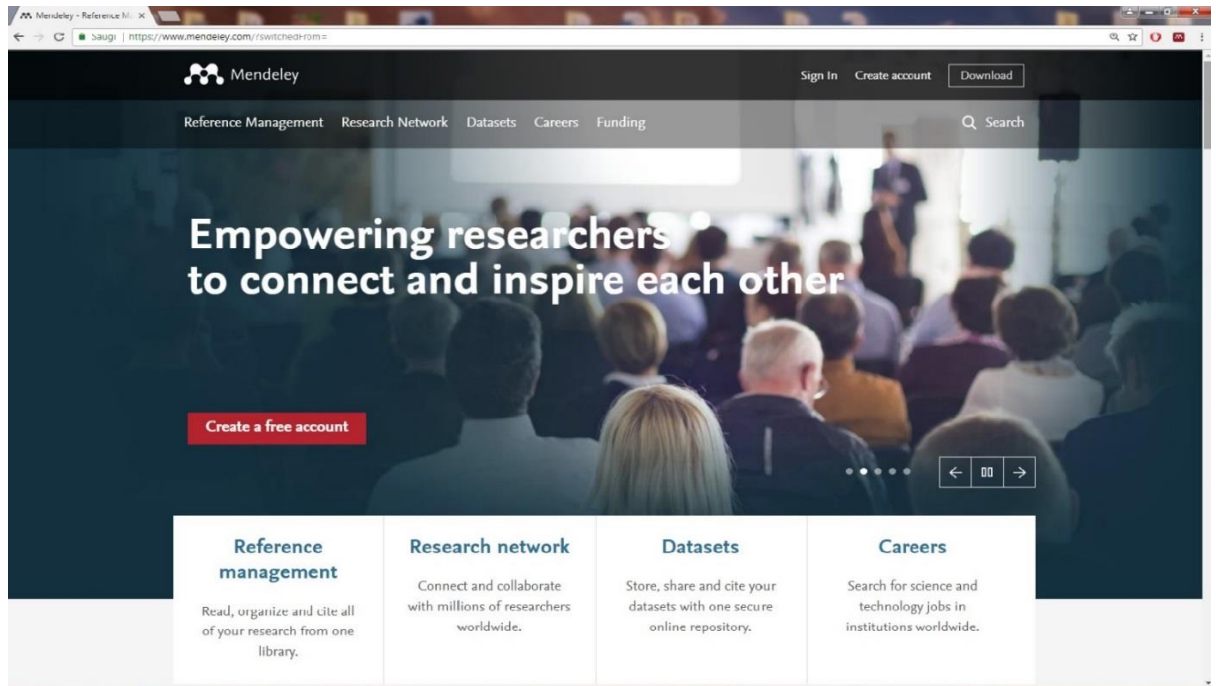 Mendeley - Reference M
Saugi | https://www.mendeley.com/?switchedFrom=
Mendeley
Sign In Create account Download
Reference Management Research Network Datasets Careers Funding
Search
Empowering researchers
to connect and inspire each other
Create a free account
Reference
management
Read, organize and cite all
of your research from one
library.
Research network
Connect and collaborate
with millions of researchers
worldwide.
Datasets
Store, share and cite your
datasets with one secure
online repository.
Careers
Search for science and
technology jobs in
institutions worldwide.